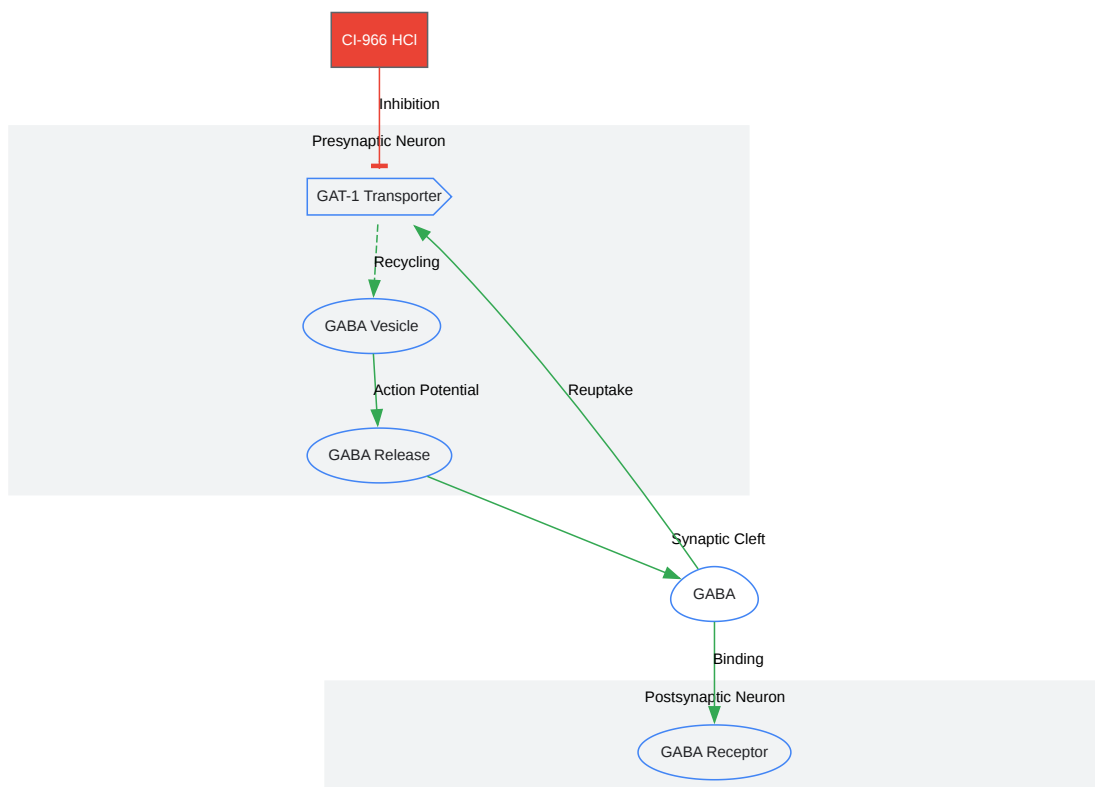 CI-966 HCl
Inhibition
Presynaptic Neuron
GAT-1 Transporter
Recycling
GABA Vesicle
Action Potential
Reuptake
GABA Release
Synaptic Cleft
GABA
Binding
Postsynaptic Neuron
GABA Receptor